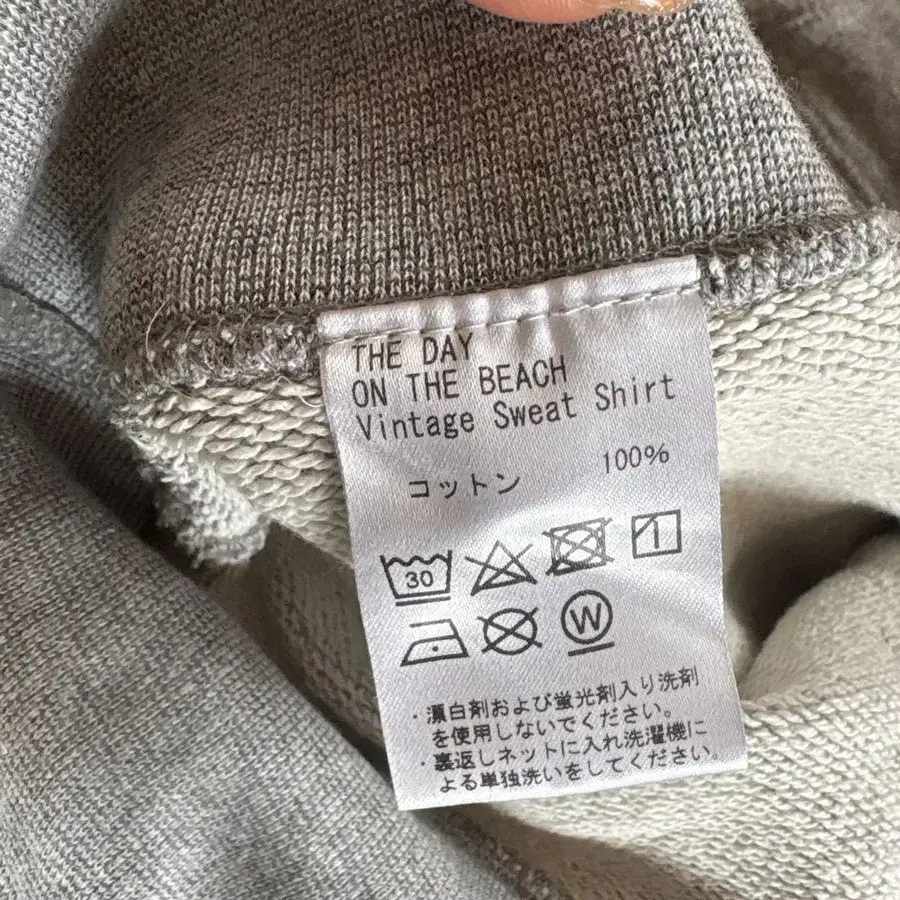 THE DAY
ON THE BEACH
Vintage Sweat Shirt
コットン 100%
30
W
・漂白剤および蛍光剤入り洗剤
を使用しないでください。
・裏返しネットに入れ洗濯機に
よる単独洗いをしてください。